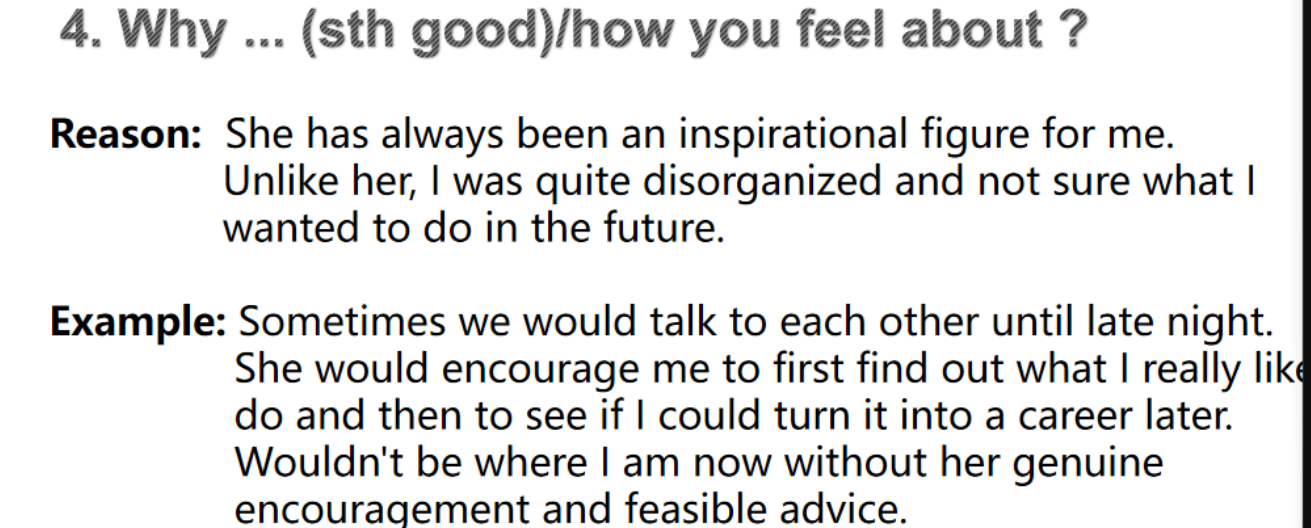 4. Why ... (sth good)/how you feel about ?
Reason: She has always been an inspirational figure for me.
Unlike her, I was quite disorganized and not sure what I
wanted to do in the future.
Example: Sometimes we would talk to each other until late night.
She would encourage me to first find out what I really like
do and then to see if I could turn it into a career later.
Wouldn't be where I am now without her genuine
encouragement and feasible advice.